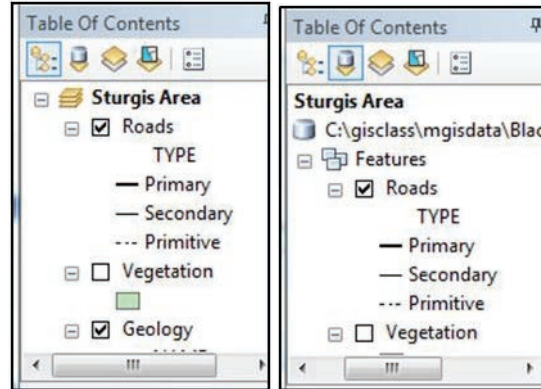 Table Of Contents
Sturgis Area
Roads
TYPE
Primary
Secondary
Primitive
Vegetation
Geology
Table Of Contents
Sturgis Area
C:\gisclass\mgisdata\Blac
Features
Roads
TYPE
Primary
Secondary
Primitive
Vegetation